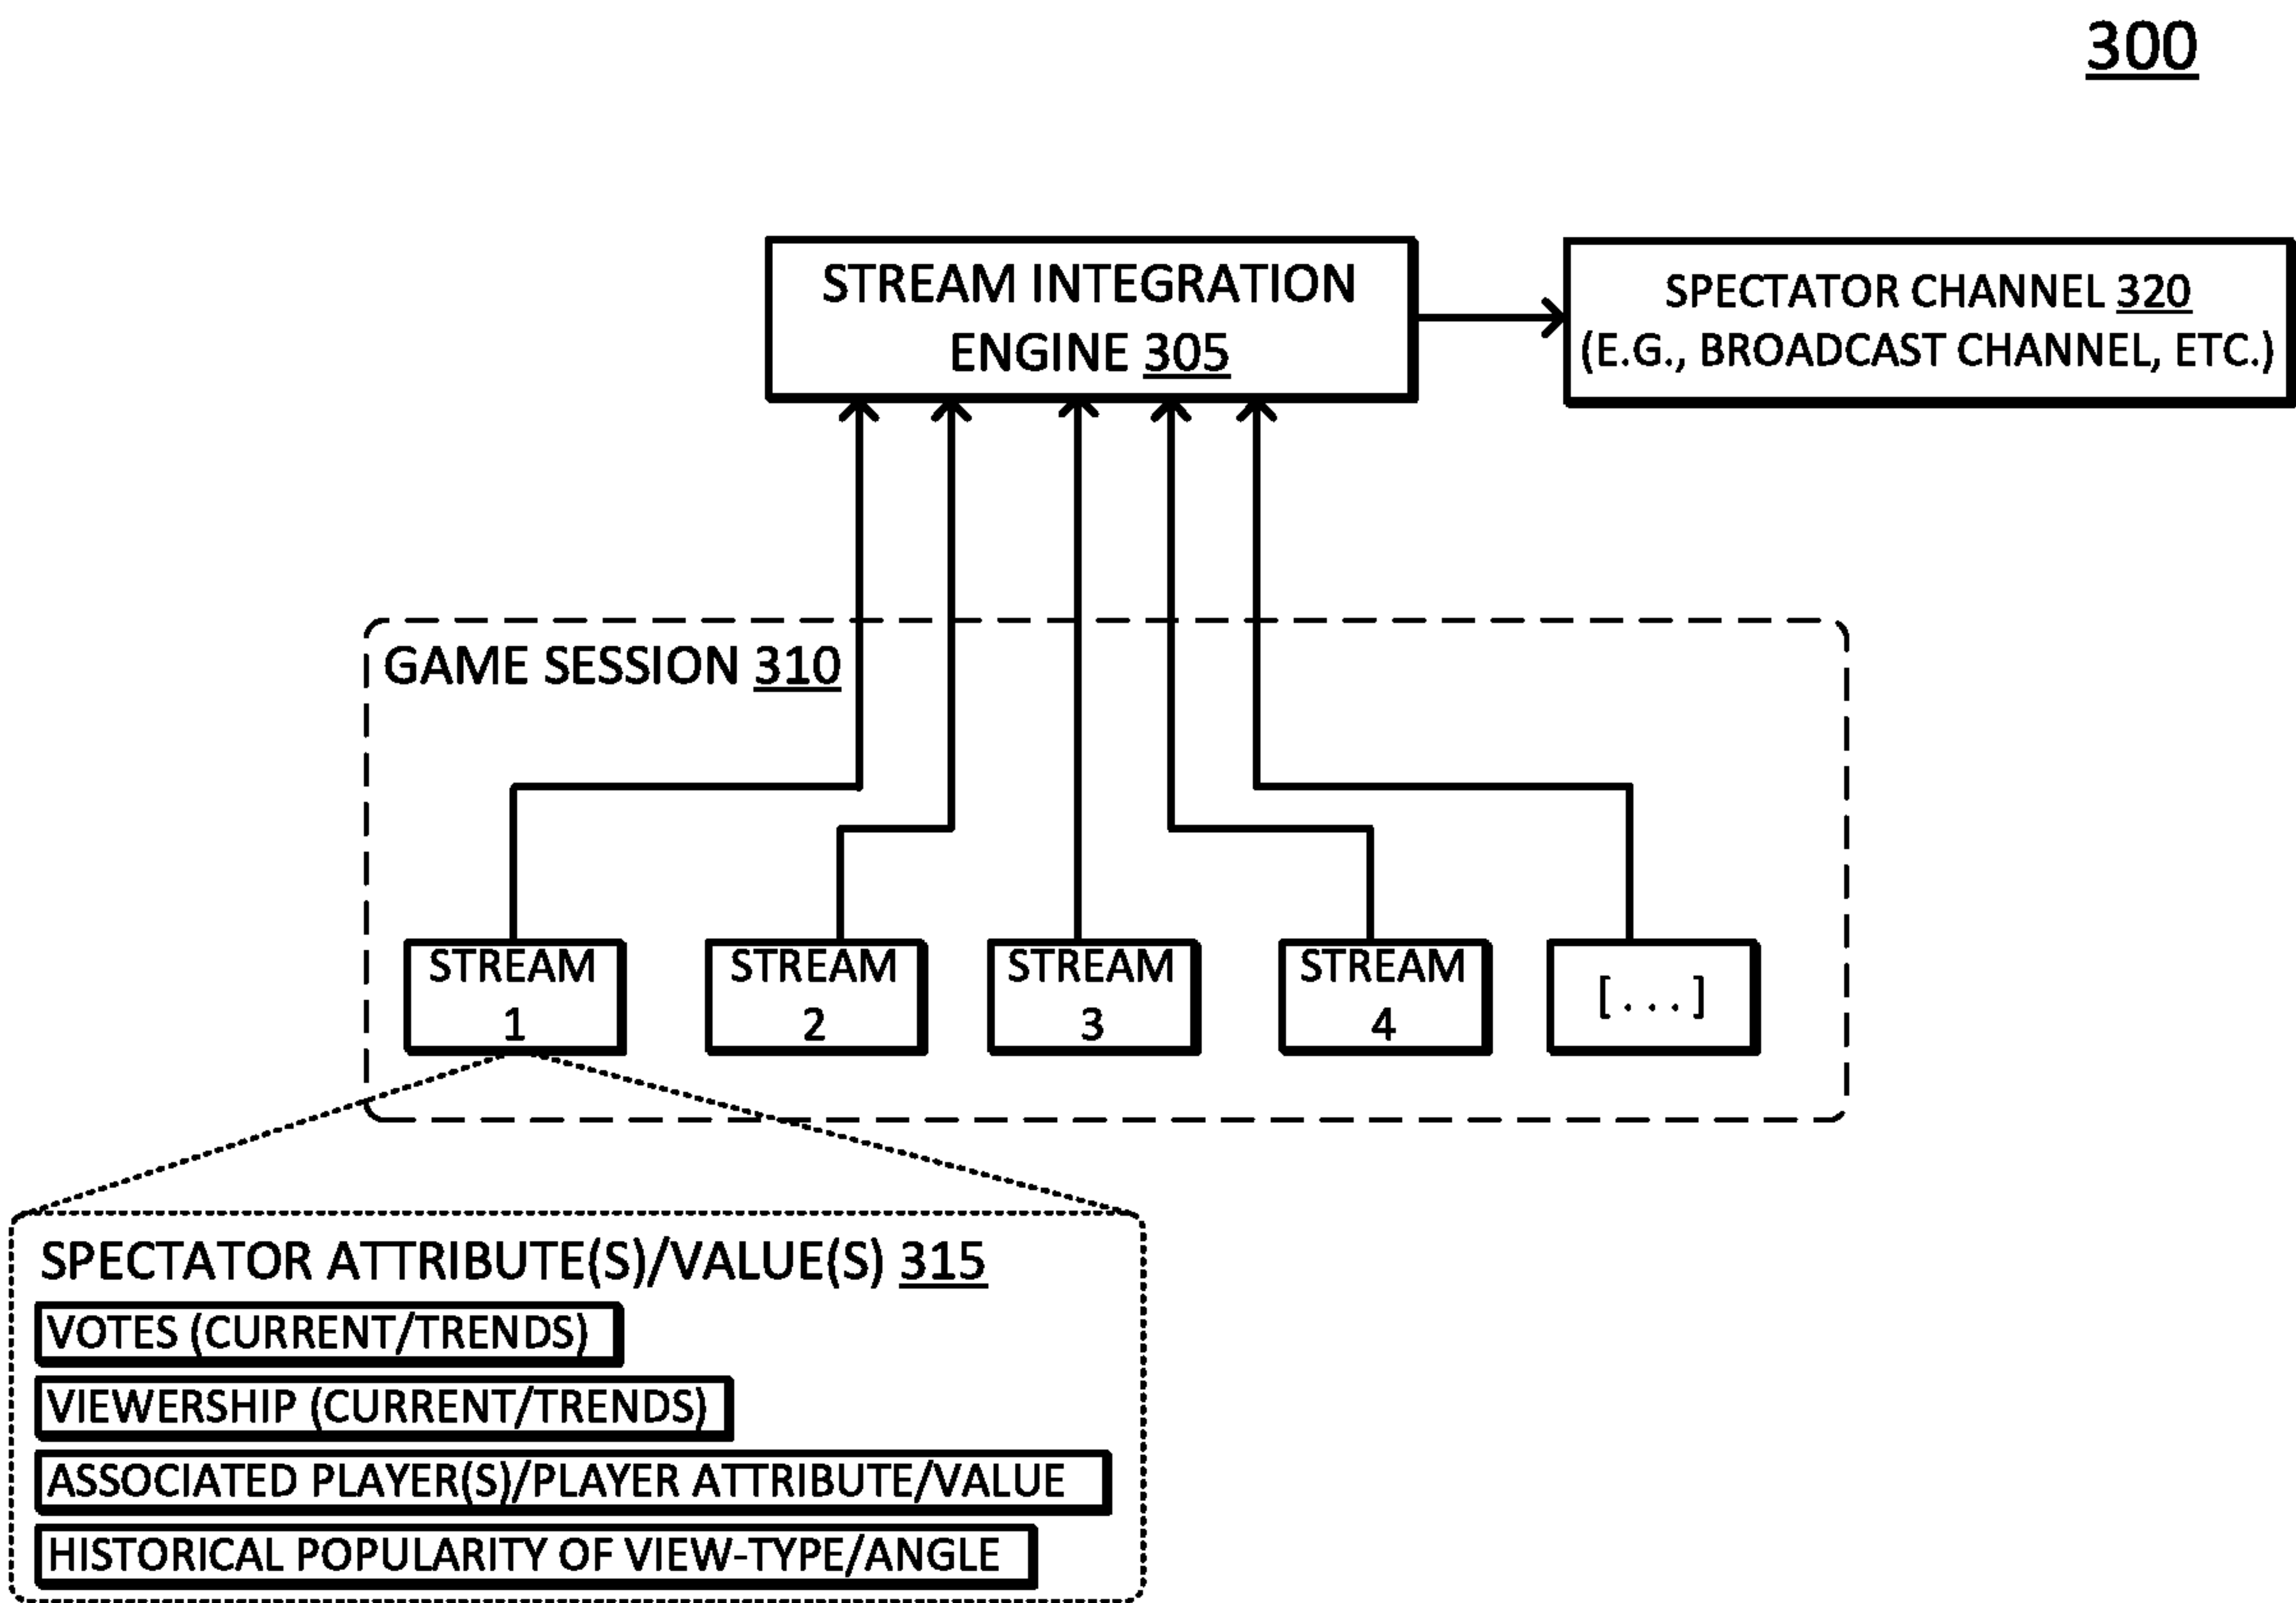 300
STREAM INTEGRATION
ENGINE 305
SPECTATOR CHANNEL 320
(E.G., BROADCAST CHANNEL, ETC.)
GAME SESSION 310
STREAM
1
STREAM
2
STREAM
3
STREAM
4
[...]
SPECTATOR ATTRIBUTE(S)/VALUE(S) 315
VOTES (CURRENT/TRENDS)
VIEWERSHIP (CURRENT/TRENDS)
ASSOCIATED PLAYER(S)/PLAYER ATTRIBUTE/VALUE
HISTORICAL POPULARITY OF VIEW-TYPE/ANGLE